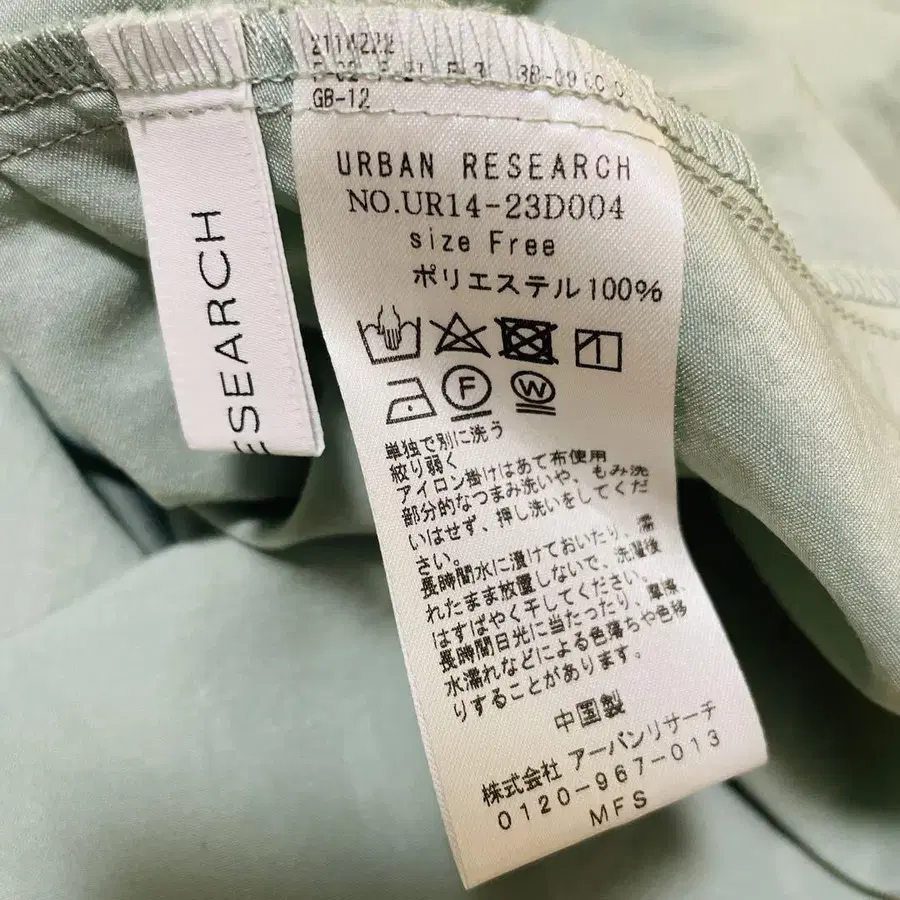 ESEARCH
2114222
GB-12
URBAN RESEARCH
NO.UR14-23D004
size Free
ポリエステル100%
F
W
単独で別に洗う
絞り弱く
アイロン掛けはあて布使用
部分的なつまみ洗いや、もみ洗
いはせず、押し洗いをしてくだ
さい。
長時間水に漬けておいたり、濡
れたまま放置しないで、洗濯後
はすばやく干してください。
長時間日光に当たったり、摩擦、
水濡れなどによる色落ちや色移
りすることがあります。
中国製
株式会社 アーバンリサーチ
0120-967-013
MFS